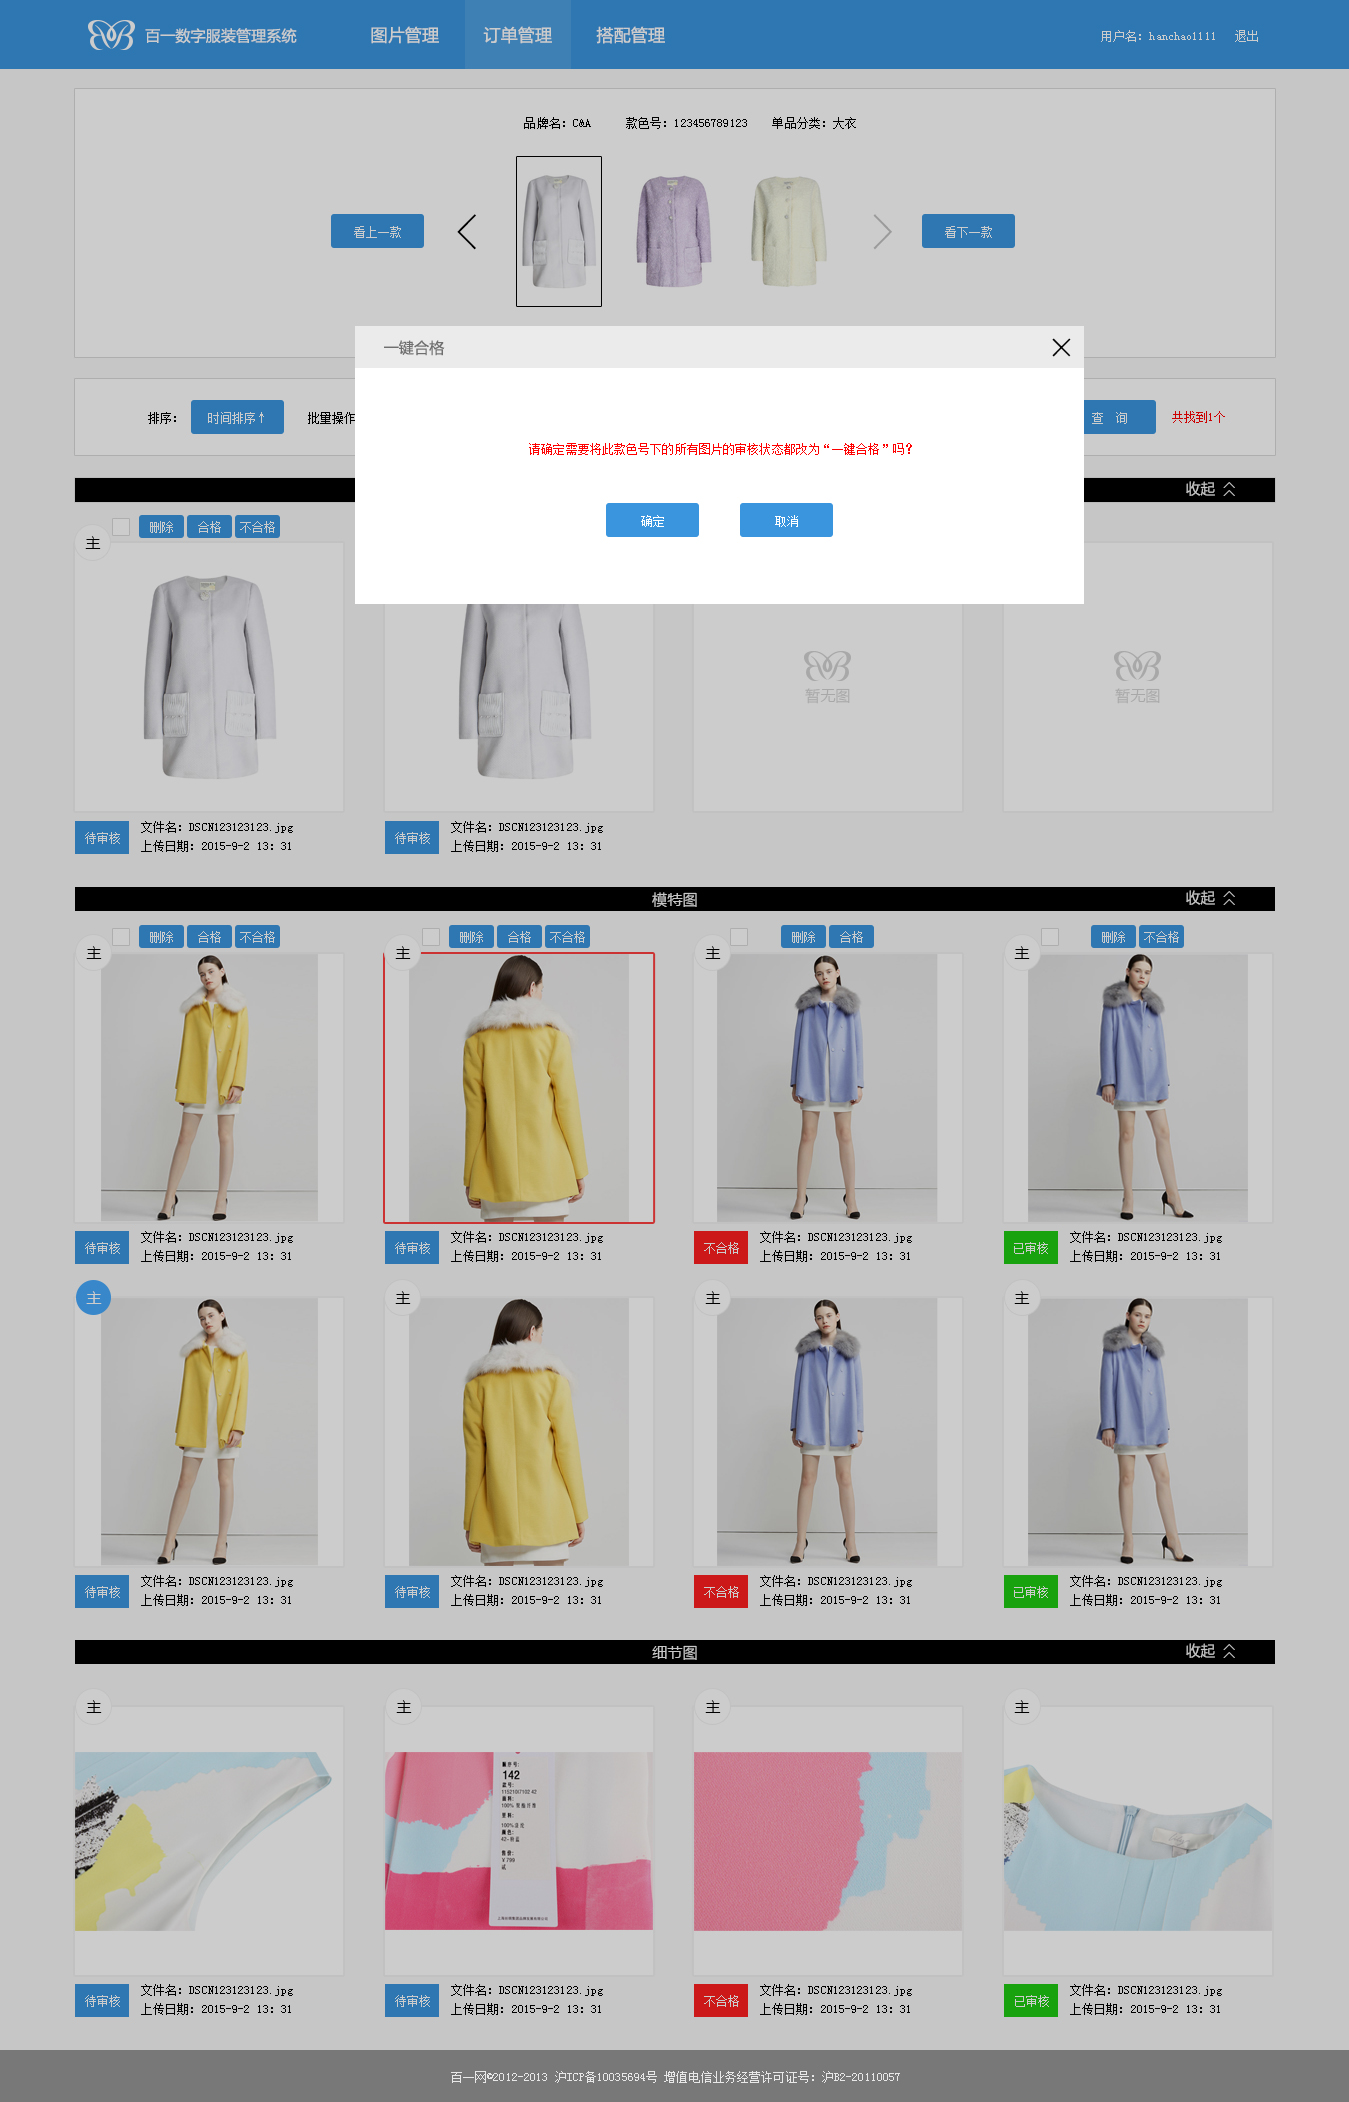 百一数字服装管理系统 图片管理 订单管理 搭配管理 用户名：hanchao1111 退出
品牌名：C&A 款色号：123456789123 单品分类：大衣
看上一款 看下一款
一键合格
排序： 时间排序↑ 批量操作 查 询 共找到1个
请确定需要将此款色号下的所有图片的审核状态都改为“一键合格”吗？
收起
确定 取消
删除 合格 不合格
主
暂无图 暂无图
待审核 文件名：DSCN123123123.jpg 待审核 文件名：DSCN123123123.jpg
上传日期：2015-9-2 13：31 上传日期：2015-9-2 13：31
模特图 收起
删除 合格 不合格 删除 合格 不合格 删除 合格 删除 不合格
主 主 主 主
待审核 文件名：DSCN123123123.jpg 待审核 文件名：DSCN123123123.jpg 不合格 文件名：DSCN123123123.jpg 已审核 文件名：DSCN123123123.jpg
上传日期：2015-9-2 13：31 上传日期：2015-9-2 13：31 上传日期：2015-9-2 13：31 上传日期：2015-9-2 13：31
主 主 主 主
待审核 文件名：DSCN123123123.jpg 待审核 文件名：DSCN123123123.jpg 不合格 文件名：DSCN123123123.jpg 已审核 文件名：DSCN123123123.jpg
上传日期：2015-9-2 13：31 上传日期：2015-9-2 13：31 上传日期：2015-9-2 13：31 上传日期：2015-9-2 13：31
细节图 收起
主 主 主 主
顺序号：
142
款号：
面料：
里料：
颜色：
售价：
¥799
待审核 文件名：DSCN123123123.jpg 待审核 文件名：DSCN123123123.jpg 不合格 文件名：DSCN123123123.jpg 已审核 文件名：DSCN123123123.jpg
上传日期：2015-9-2 13：31 上传日期：2015-9-2 13：31 上传日期：2015-9-2 13：31 上传日期：2015-9-2 13：31
百一网©2012-2013 沪ICP备10035694号 增值电信业务经营许可证号：沪B2-20110057